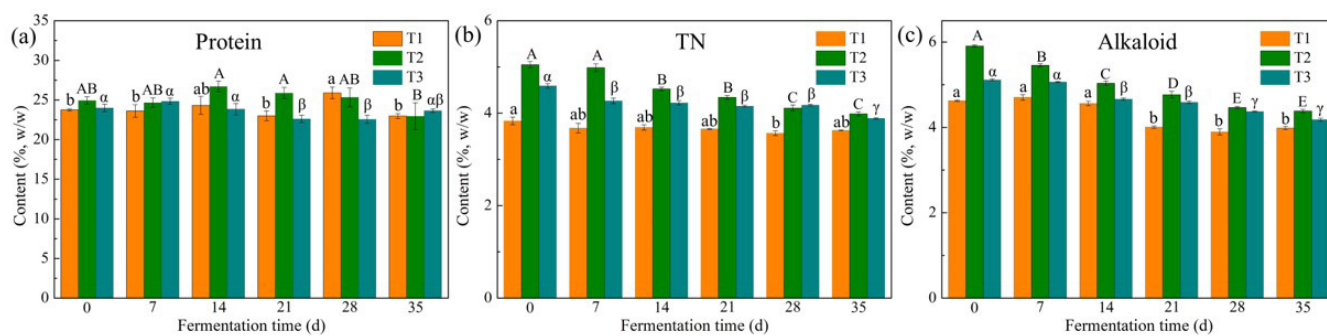 (a)
Protein
T1
T2
T3
Content (%, w/w)
35
30
25
20
15
10
5
0
b AB α
a AB α
ab A α
b A β
a AB β
b B αβ
0 7 14 21 28 35
Fermentation time (d)
(b)
TN
T1
T2
T3
Content (%, w/w)
6
4
2
0
a A α
ab A β
ab B β
ab B β
b C β
ab C γ
0 7 14 21 28 35
Fermentation time (d)
(c)
Alkaloid
T1
T2
T3
Content (%, w/w)
6
4
2
0
a A α
a B α
a C β
b D β
b E γ
b E γ
0 7 14 21 28 35
Fermentation time (d)